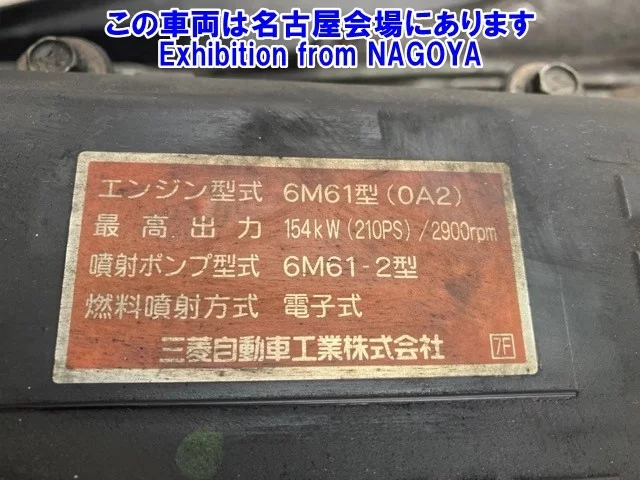 この車両は名古屋会場にあります
Exhibition from NAGOYA
エンジン型式 6M61型(0A2)
最高出力 154kW(210PS)/2900rpm
噴射ポンプ型式 6M61-2型
燃料噴射方式 電子式
三菱自動車工業株式会社 7F